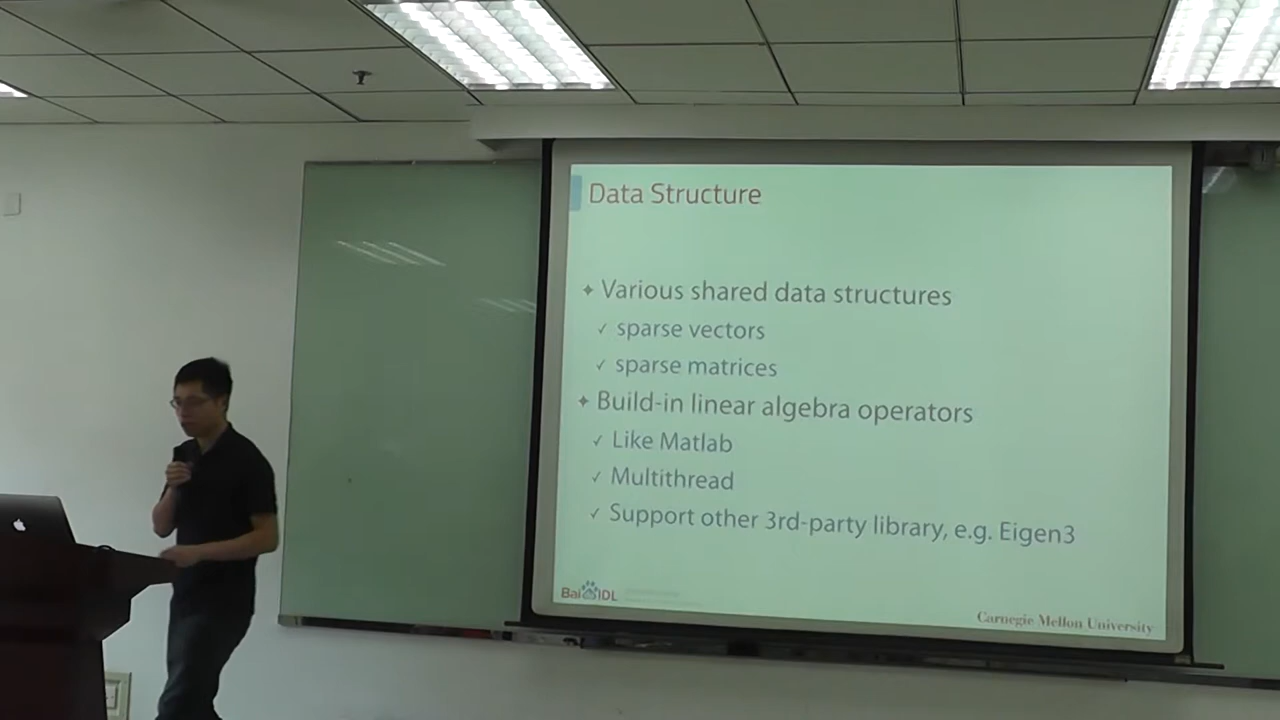 Data Structure
Various shared data structures
sparse vectors
sparse matrices
Build-in linear algebra operators
Like Matlab
Multithread
Support other 3rd-party library, e.g. Eigen3
Bai IDL
Carnegie Mellon University